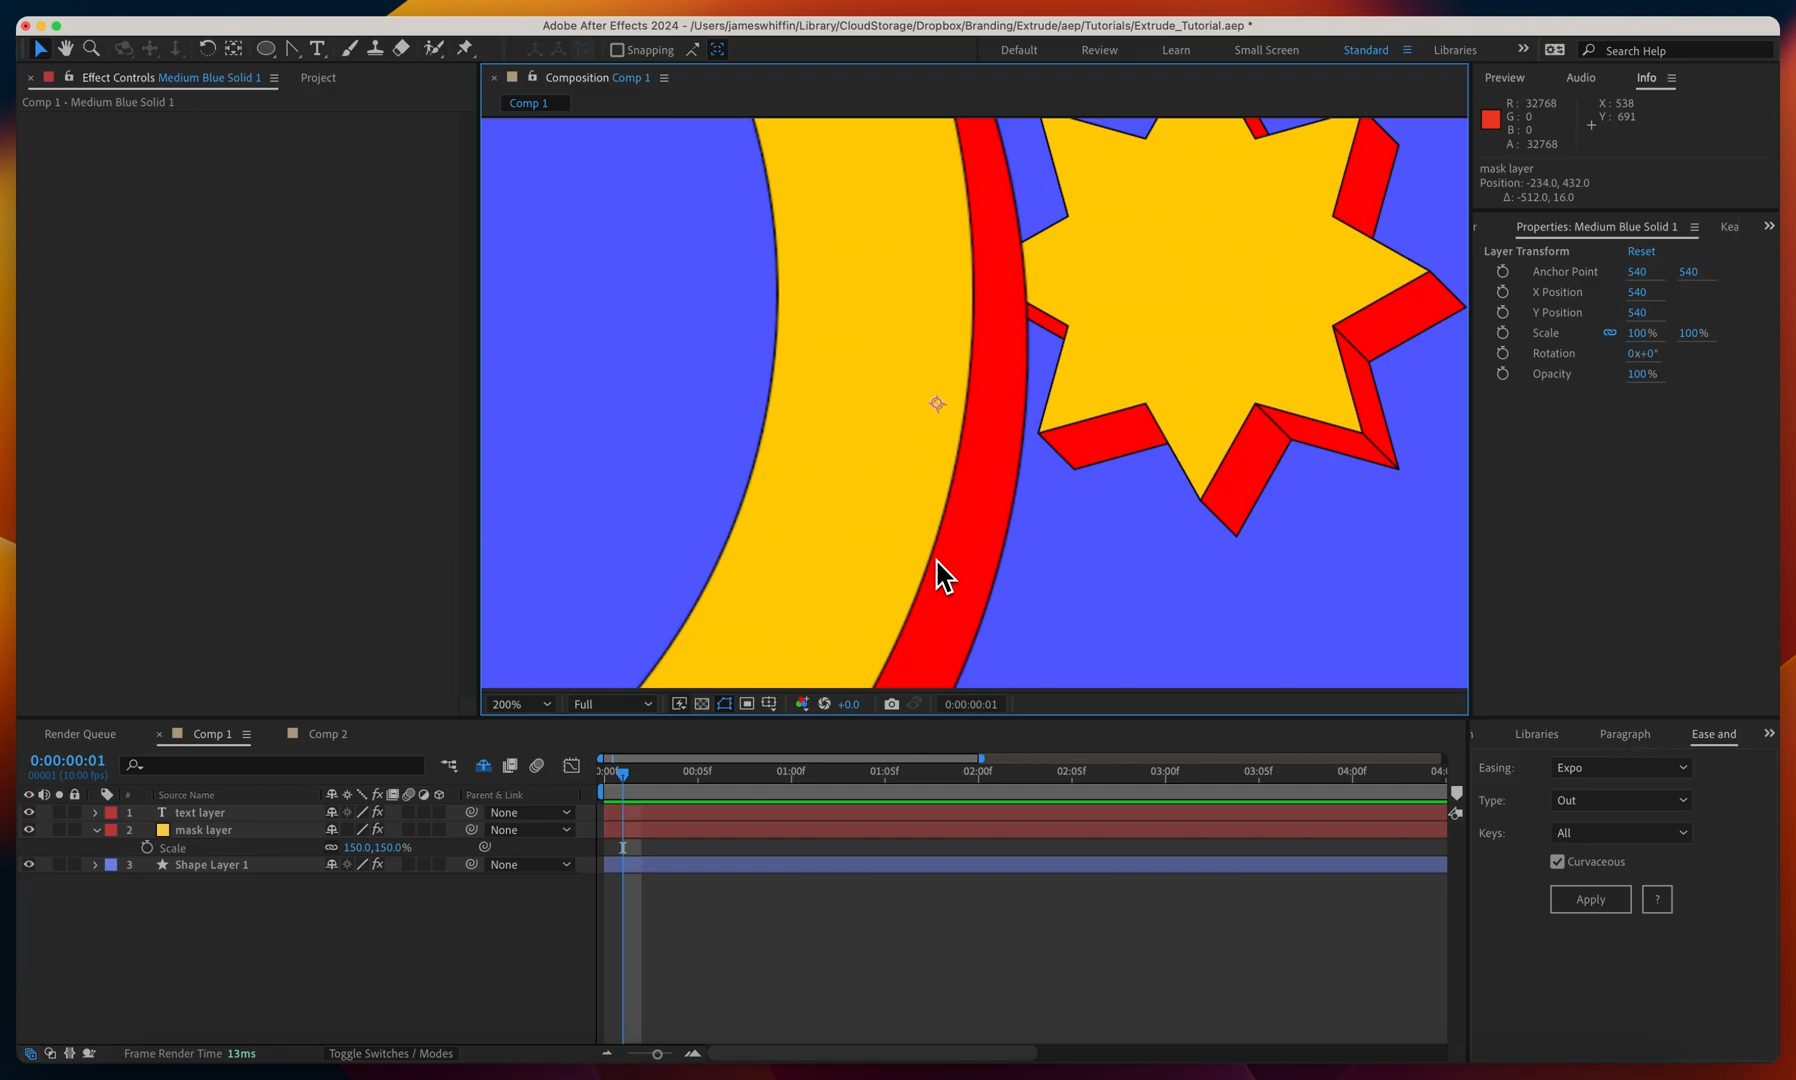 Adobe After Effects 2024 - /Users/jameswhiffin/Library/CloudStorage/Dropbox/Branding/Extrude/aep/Tutorials/Extrude_Tutorial.aep *
Snapping
Default
Review
Learn
Small Screen
Standard
Libraries
Search Help
Effect Controls Medium Blue Solid 1
Project
Comp 1 • Medium Blue Solid 1
Composition Comp 1
Comp 1
Preview
Audio
Info
R: 32768
G: 0
B: 0
A: 32768
X: 538
Y: 691
mask layer
Position: -234.0, 432.0
Δ: -512.0, 16.0
Properties: Medium Blue Solid 1
Kea
Layer Transform
Reset
Anchor Point 540 540
X Position 540
Y Position 540
Scale 100% 100%
Rotation 0x+0°
Opacity 100%
200%
Full
+0.0
0:00:00:01
Render Queue
Comp 1
Comp 2
0:00:00:01
00001 (10.00 fps)
0:00f 00:05f 01:00f 01:05f 02:00f 02:05f 03:00f 03:05f 04:00f 04:
# Source Name Parent & Link
1 T text layer None
2 mask layer None
Scale 150.0,150.0%
3 Shape Layer 1 None
Frame Render Time 13ms
Toggle Switches / Modes
Libraries
Paragraph
Ease and
Easing: Expo
Type: Out
Keys: All
Curvaceous
Apply
?